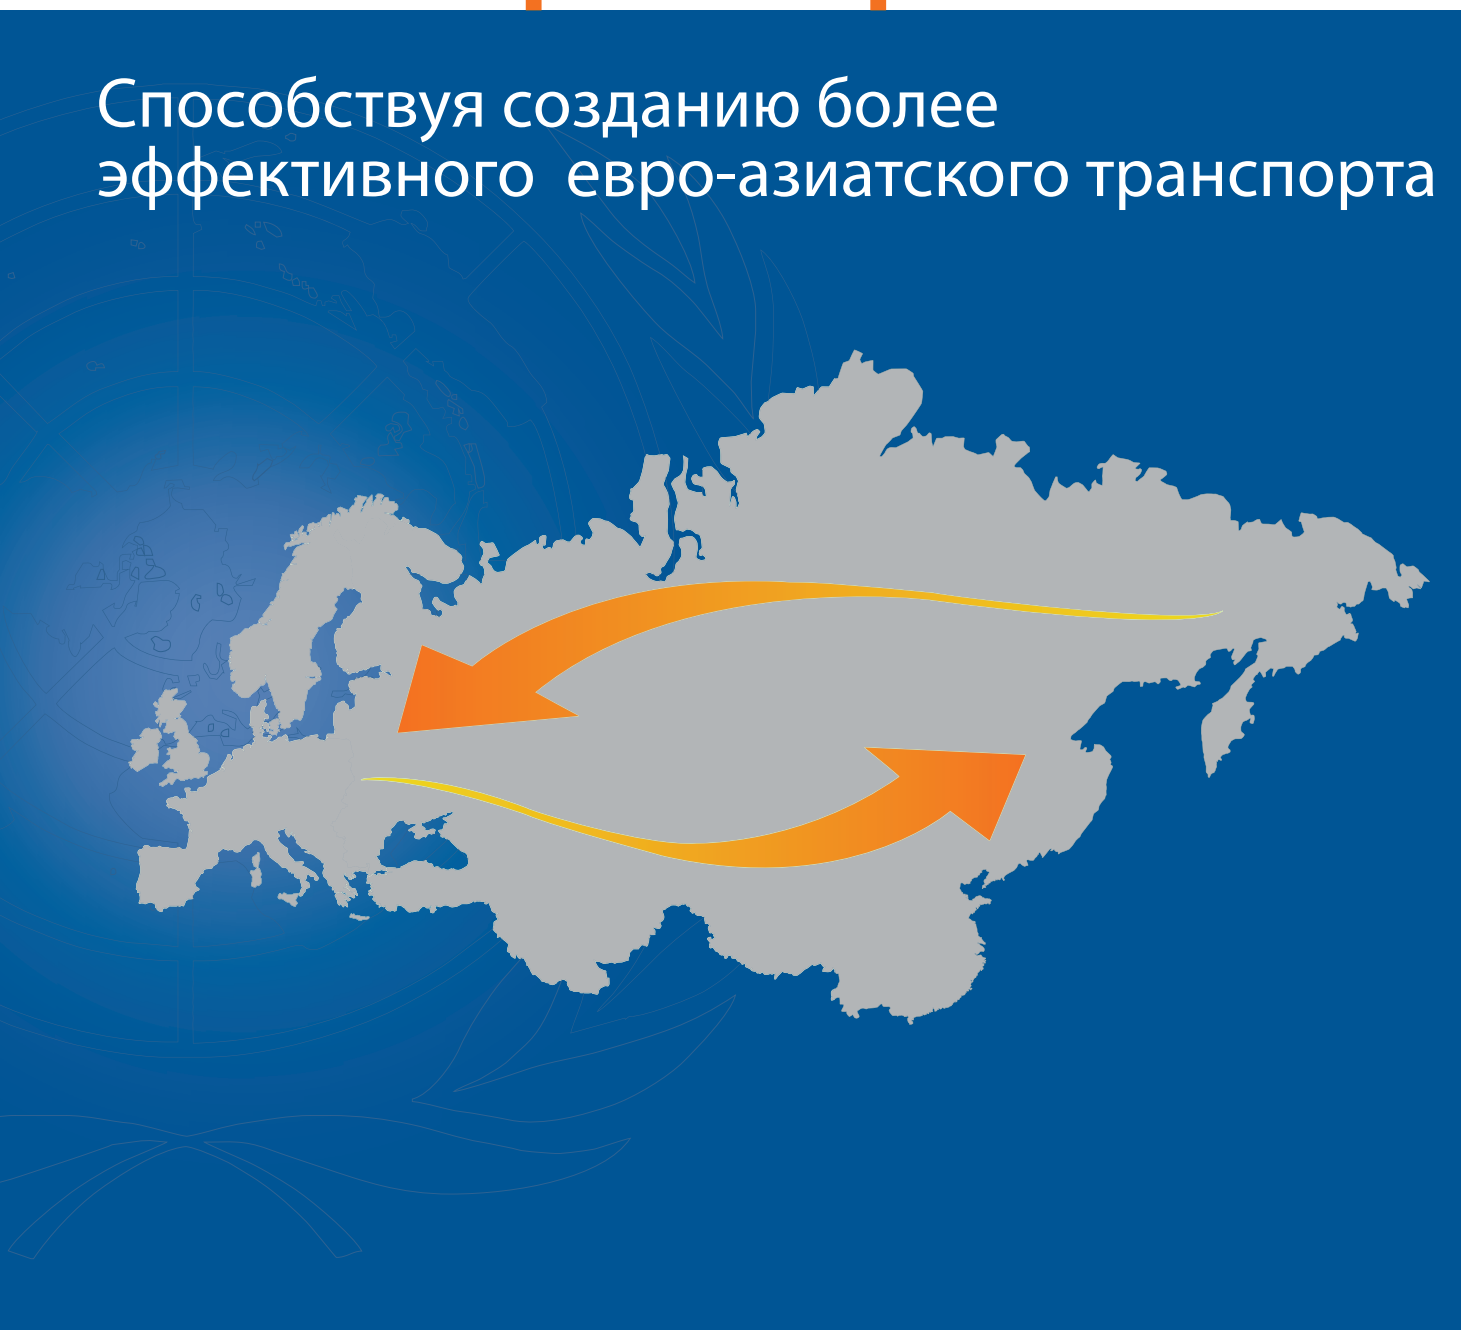 Способствуя созданию более
эффективного евро-азиатского транспорта